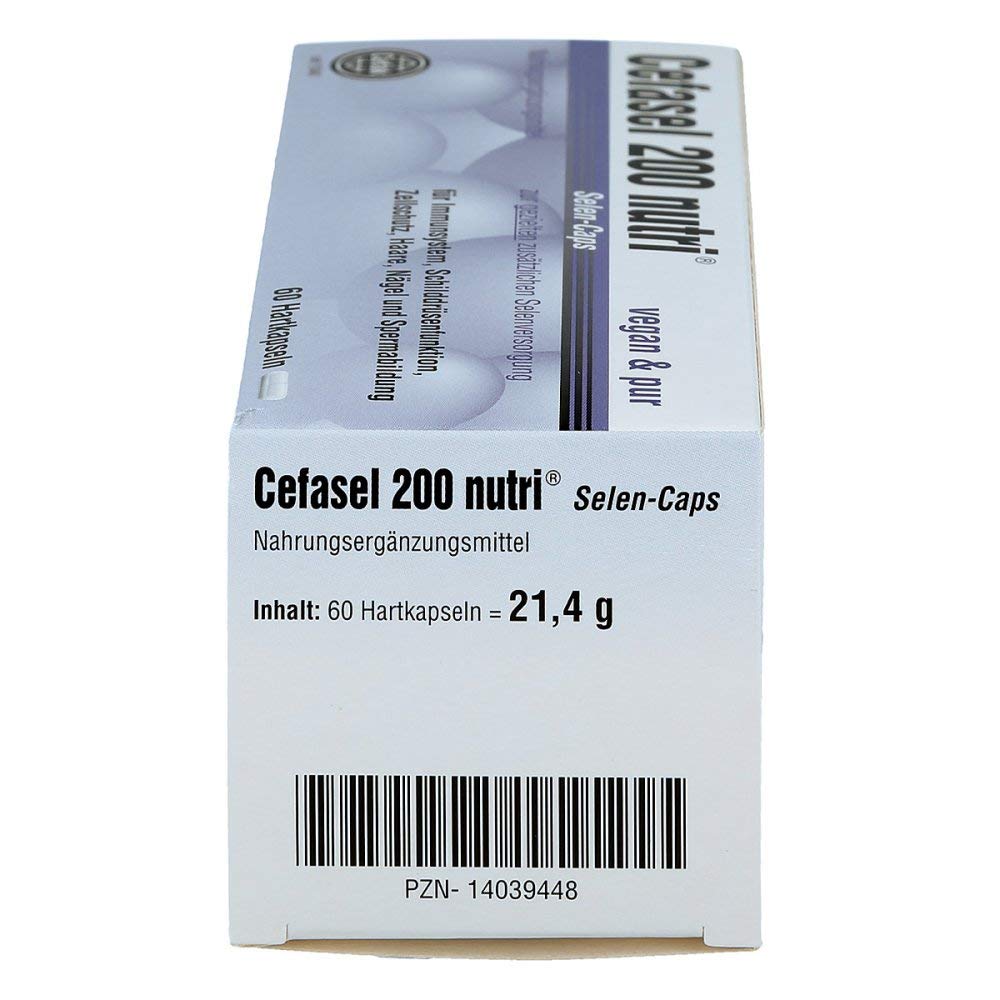 Cefasel 200 nutri®
vegan & pur
Selen-Caps
zur gezielten zusätzlichen Selenversorgung
für Immunsystem, Schilddrüsenfunktion,
Zellschutz, Haare, Nägel und Spermabildung
60 Hartkapseln
Cefasel 200 nutri® Selen-Caps
Nahrungsergänzungsmittel
Inhalt: 60 Hartkapseln = 21,4 g
PZN- 14039448